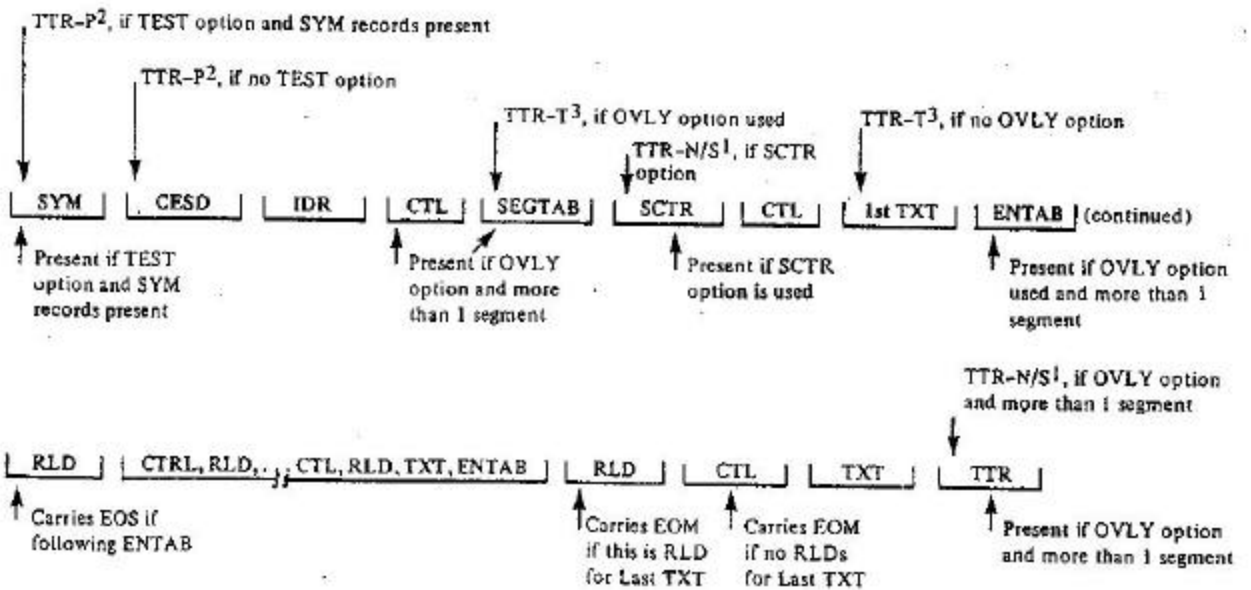 TTR-P2, if TEST option and SYM records present
TTR-P2, if no TEST option
TTR-T3, if OVLY option used
TTR-T3, if no OVLY option
TTR-N/S1, if SCTR
option
SYM CESD IDR CTL SEGTAB SCTR CTL 1st TXT ENTAB (continued)
Present if TEST
option and SYM
records present
Present if OVLY
option and more
than 1 segment
Present if SCTR
option is used
Present if OVLY option
used and more than 1
segment
TTR-N/S1, if OVLY option
and more than 1 segment
RLD CTRL, RLD, . . CTL, RLD, TXT, ENTAB RLD CTL TXT TTR
Carries EOS if
following ENTAB
Carries EOM
if this is RLD
for Last TXT
Carries EOM
if no RLDs
for Last TXT
Present if OVLY option
and more than 1 segment